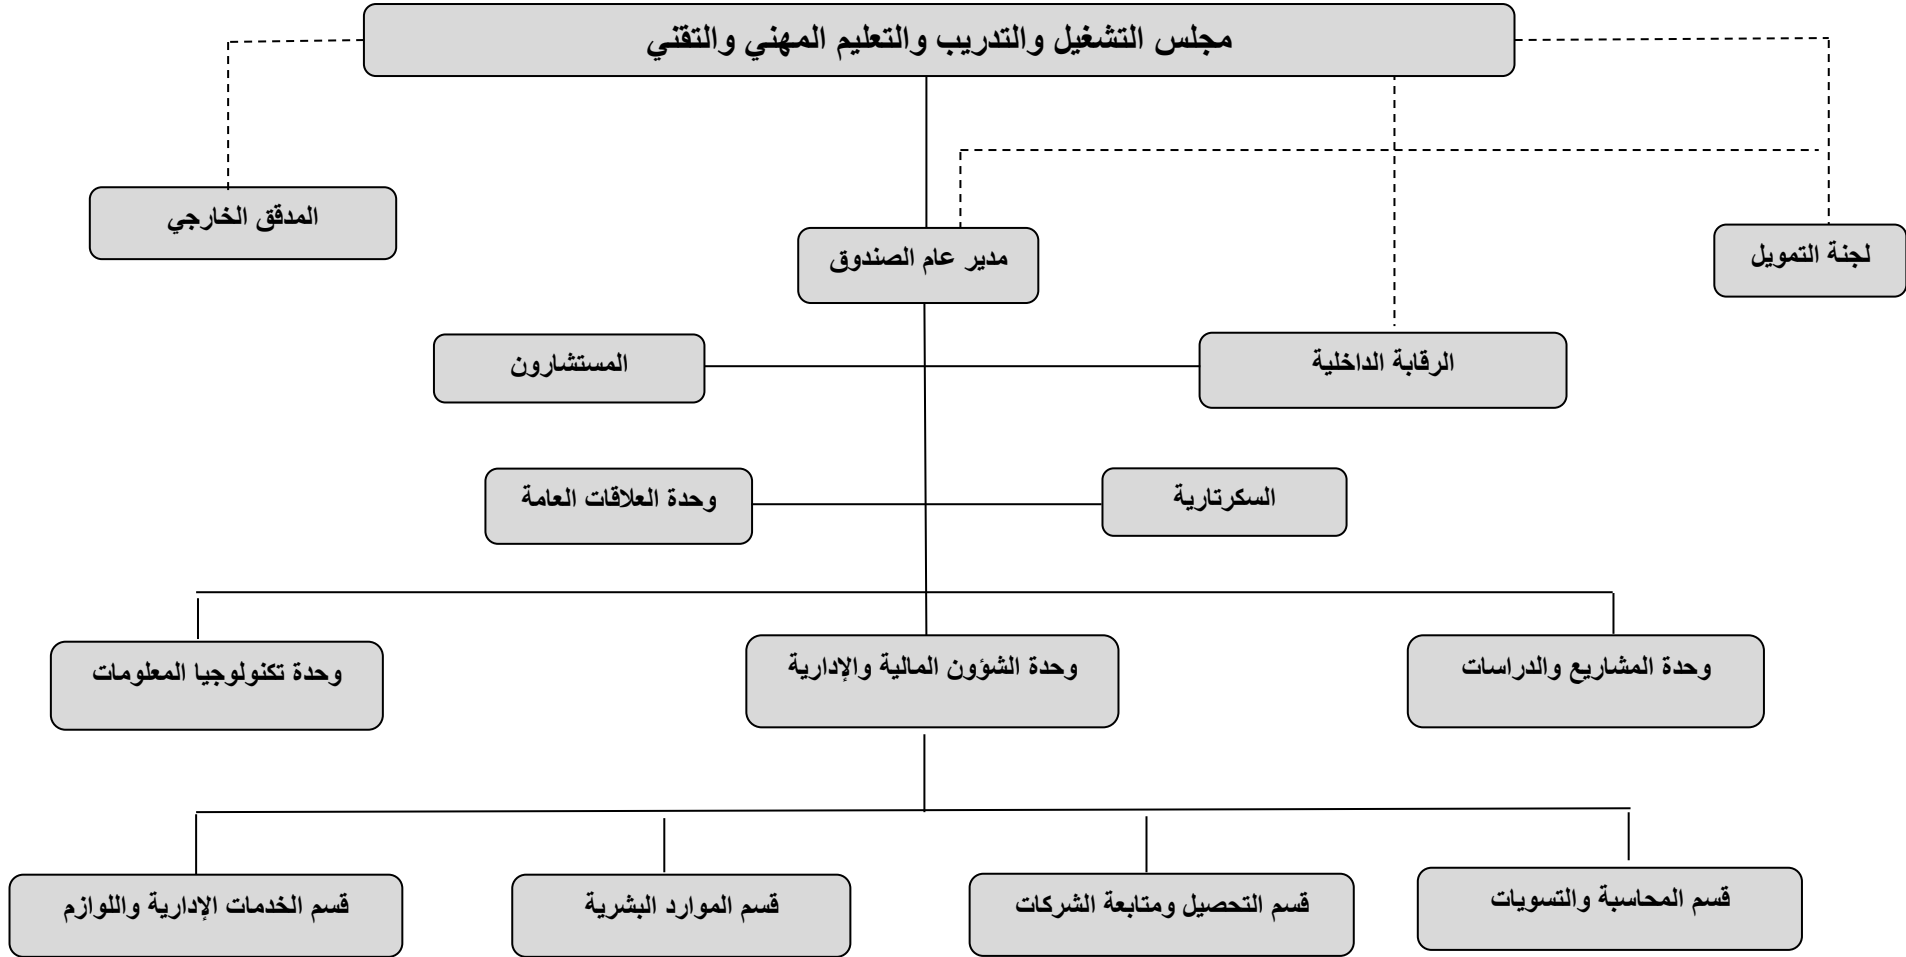 مجلس التشغيل والتدريب والتعليم المهني والتقني
المدقق الخارجي
مدير عام الصندوق
لجنة التمويل
الرقابة الداخلية
المستشارون
السكرتارية
وحدة العلاقات العامة
وحدة المشاريع والدراسات
وحدة الشؤون المالية والإدارية
وحدة تكنولوجيا المعلومات
قسم المحاسبة والتسويات
قسم التحصيل ومتابعة الشركات
قسم الموارد البشرية
قسم الخدمات الإدارية واللوازم